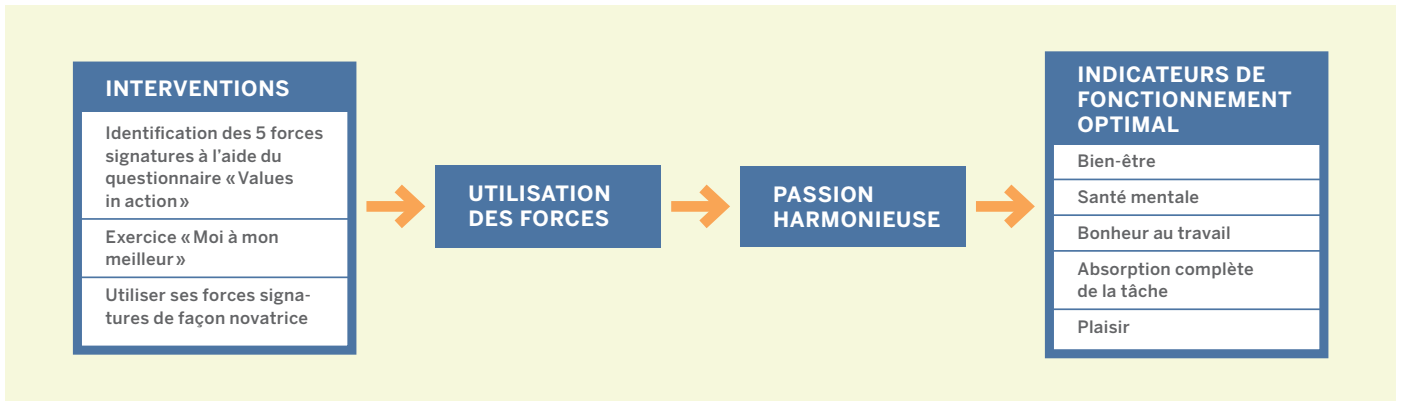 INTERVENTIONS
Identification des 5 forces
signatures à l’aide du
questionnaire « Values
in action »
Exercice « Moi à mon
meilleur »
Utiliser ses forces signa-
tures de façon novatrice
UTILISATION
DES FORCES
PASSION
HARMONIEUSE
INDICATEURS DE
FONCTIONNEMENT
OPTIMAL
Bien-être
Santé mentale
Bonheur au travail
Absorption complète
de la tâche
Plaisir